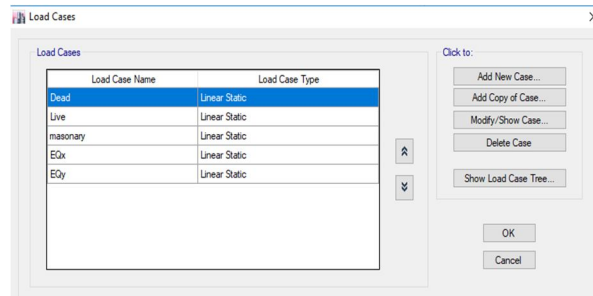 Load Cases
Load Cases
Click to:
Load Case Name Load Case Type
Dead Linear Static
Live Linear Static
masonary Linear Static
EQx Linear Static
EQy Linear Static
Add New Case...
Add Copy of Case...
Modify/Show Case...
Delete Case
Show Load Case Tree...
OK
Cancel